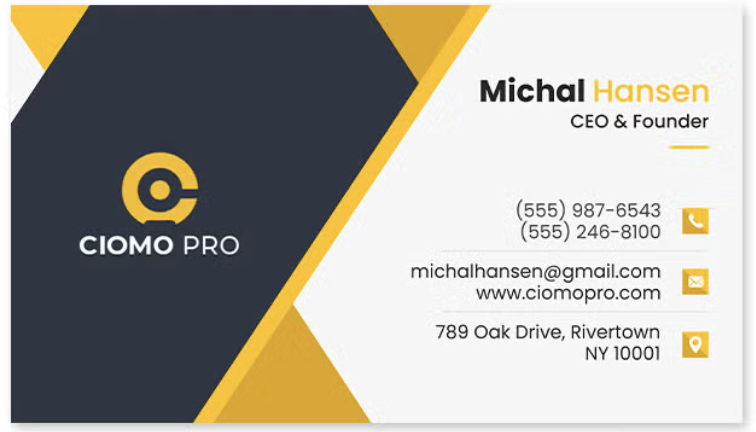 CIOMO PRO
Michal Hansen
CEO & Founder
(555) 987-6543
(555) 246-8100
michalhansen@gmail.com
www.ciomopro.com
789 Oak Drive, Rivertown
NY 10001